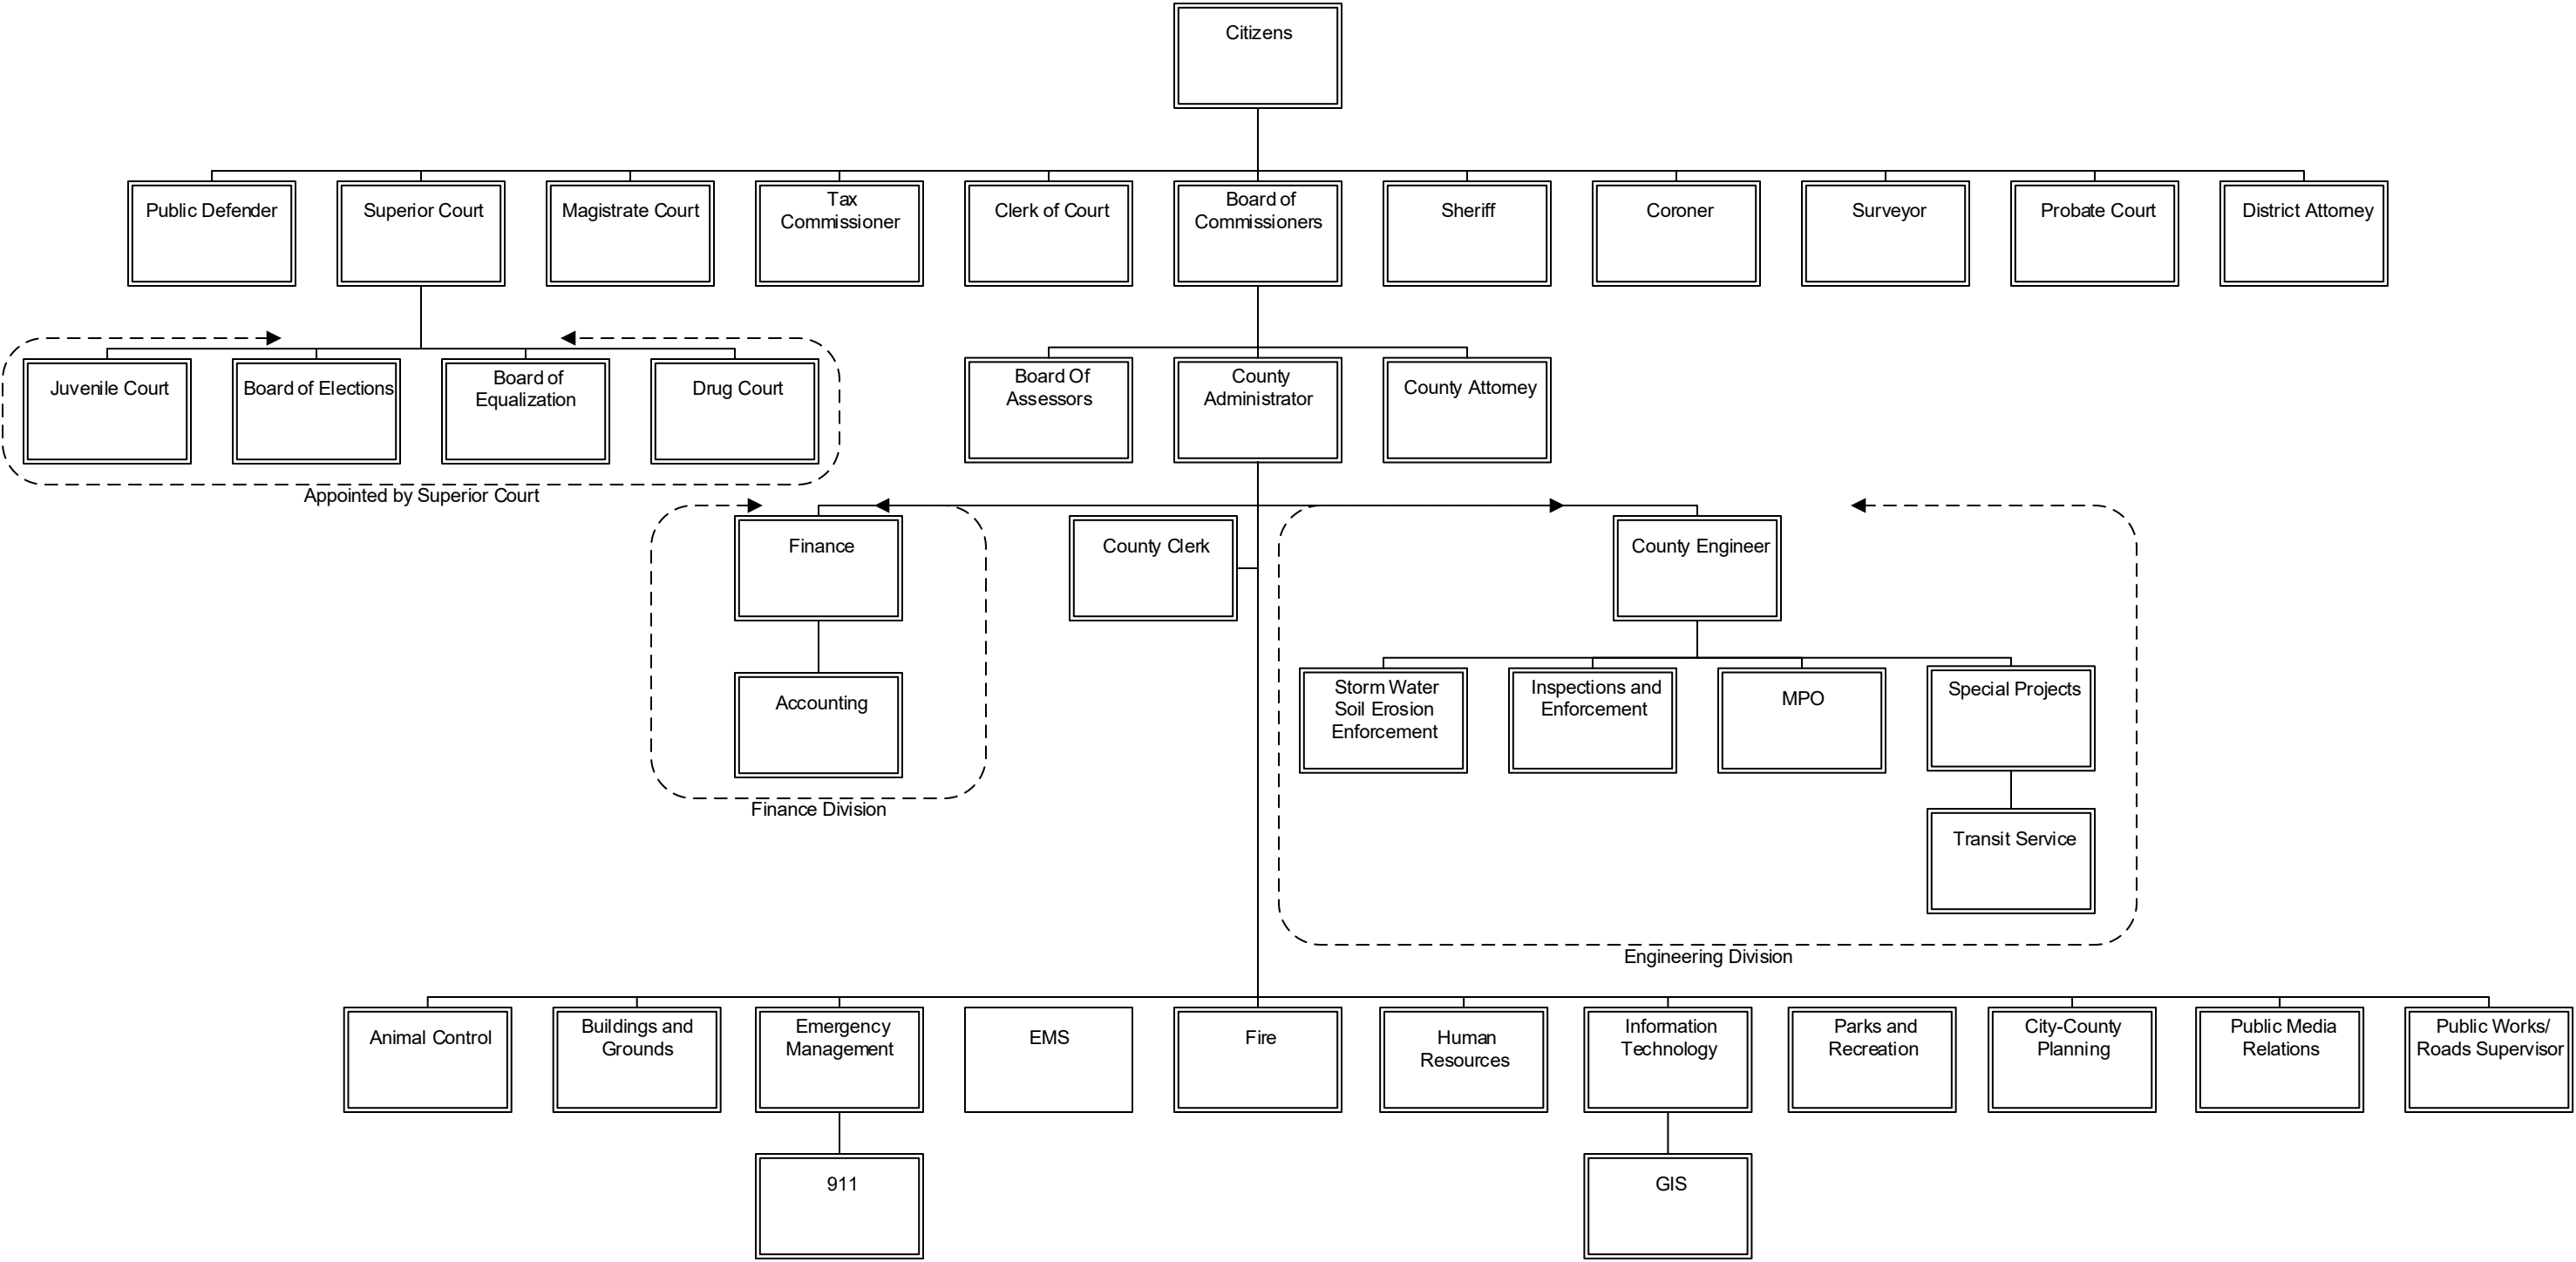 Citizens
Public Defender
Superior Court
Magistrate Court
Tax
Commissioner
Clerk of Court
Board of
Commissioners
Sheriff
Coroner
Surveyor
Probate Court
District Attorney
Juvenile Court
Board of Elections
Board of
Equalization
Drug Court
Appointed by Superior Court
Board Of
Assessors
County
Administrator
County Attorney
Finance
County Clerk
County Engineer
Accounting
Finance Division
Storm Water
Soil Erosion
Enforcement
Inspections and
Enforcement
MPO
Special Projects
Transit Service
Engineering Division
Animal Control
Buildings and
Grounds
Emergency
Management
EMS
Fire
Human
Resources
Information
Technology
Parks and
Recreation
City-County
Planning
Public Media
Relations
Public Works/
Roads Supervisor
911
GIS